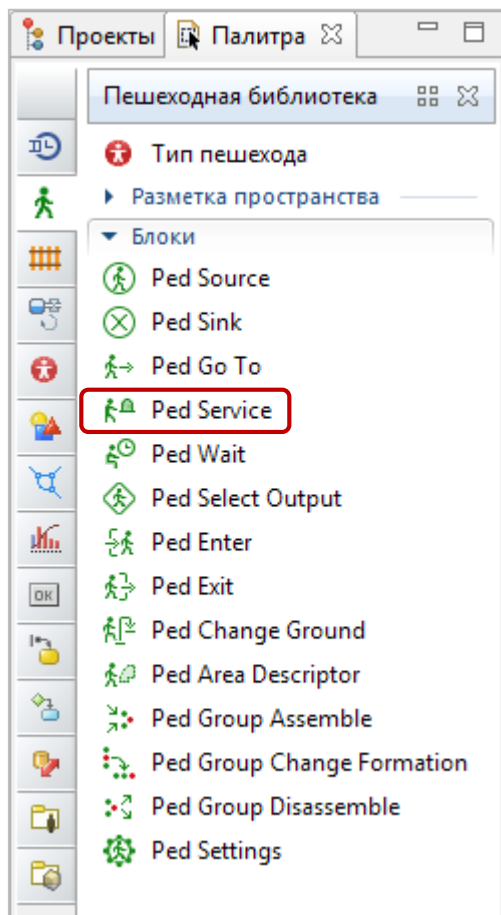 Проекты Палитра
Пешеходная библиотека
Тип пешехода
Разметка пространства
Блоки
Ped Source
Ped Sink
Ped Go To
Ped Service
Ped Wait
Ped Select Output
Ped Enter
Ped Exit
OK
Ped Change Ground
Ped Area Descriptor
Ped Group Assemble
Ped Group Change Formation
Ped Group Disassemble
Ped Settings